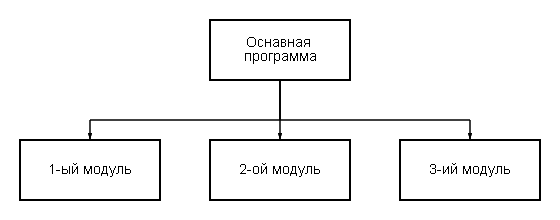 Оснавная
программа
1-ый модуль
2-ой модуль
3-ий модуль